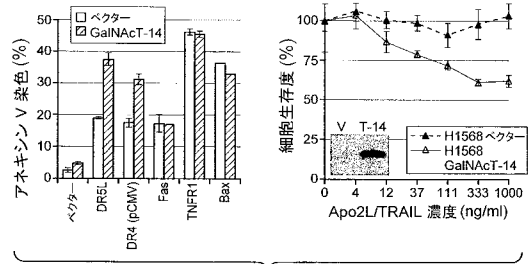 アネキシン V 染色 (%)
60
50
40
30
20
10
0
ベクター
GalNAcT-14
ベクター
DR5L
DR4 (pCMV)
Fas
TNFR1
Bax
細胞生存度 (%)
100
75
50
25
0
V T-14
H1568 ベクター
H1568
GalNAcT-14
0 4 12 37 111 333 1000
Apo2L/TRAIL 濃度 (ng/ml)